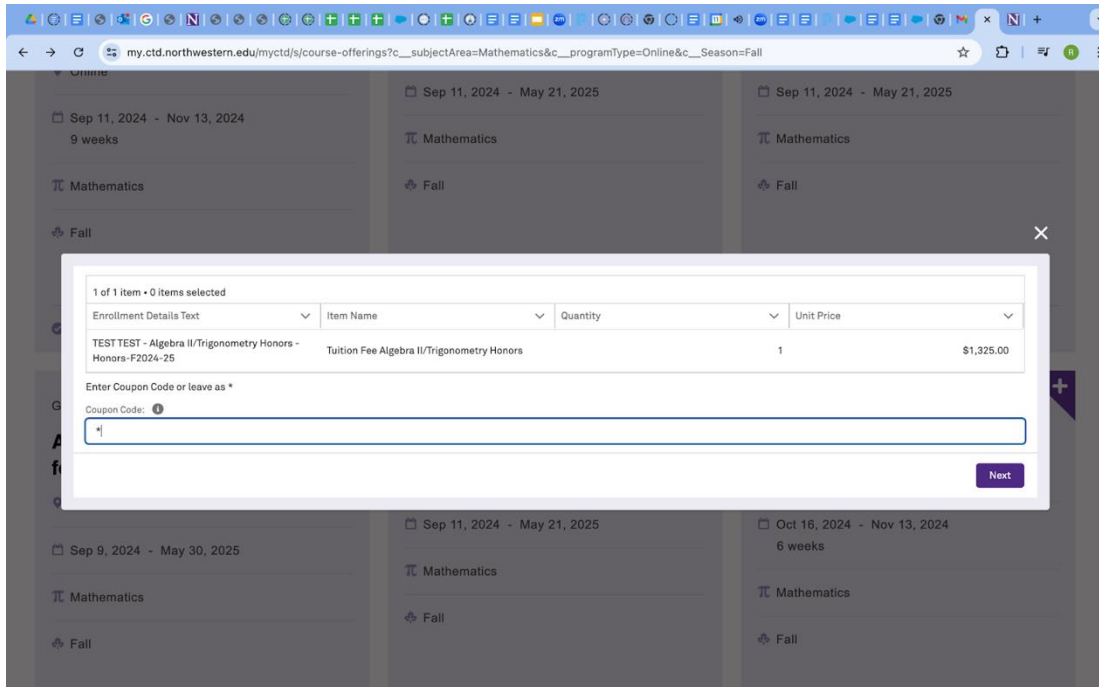 my.ctd.northwestern.edu/myctd/s/course-offerings?c__subjectArea=Mathematics&c__programType=Online&c__Season=Fall
Online
Sep 11, 2024 - Nov 13, 2024
9 weeks
Mathematics
Fall
Sep 11, 2024 - May 21, 2025
Mathematics
Fall
Sep 11, 2024 - May 21, 2025
Mathematics
Fall
1 of 1 item • 0 items selected
Enrollment Details Text Item Name Quantity Unit Price
TEST TEST - Algebra II/Trigonometry Honors - Tuition Fee Algebra II/Trigonometry Honors 1 $1,325.00
Honors-F2024-25
Enter Coupon Code or leave as *
Coupon Code:
*
Next
Sep 9, 2024 - May 30, 2025
Mathematics
Fall
Sep 11, 2024 - May 21, 2025
Mathematics
Fall
Oct 16, 2024 - Nov 13, 2024
6 weeks
Mathematics
Fall